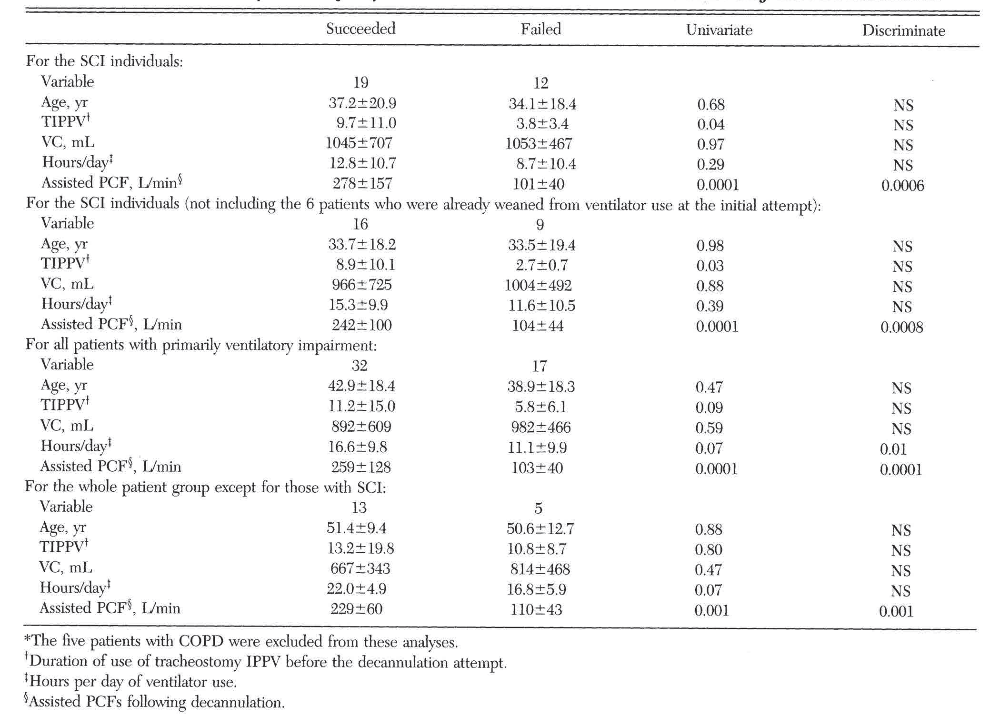 Succeeded Failed Univariate Discriminate
For the SCI individuals:
Variable 19 12
Age, yr 37.2±20.9 34.1±18.4 0.68 NS
TIPPV† 9.7±11.0 3.8±3.4 0.04 NS
VC, mL 1045±707 1053±467 0.97 NS
Hours/day‡ 12.8±10.7 8.7±10.4 0.29 NS
Assisted PCF, L/min§ 278±157 101±40 0.0001 0.0006
For the SCI individuals (not including the 6 patients who were already weaned from ventilator use at the initial attempt):
Variable 16 9
Age, yr 33.7±18.2 33.5±19.4 0.98 NS
TIPPV† 8.9±10.1 2.7±0.7 0.03 NS
VC, mL 966±725 1004±492 0.88 NS
Hours/day‡ 15.3±9.9 11.6±10.5 0.39 NS
Assisted PCF§, L/min 242±100 104±44 0.0001 0.0008
For all patients with primarily ventilatory impairment:
Variable 32 17
Age, yr 42.9±18.4 38.9±18.3 0.47 NS
TIPPV† 11.2±15.0 5.8±6.1 0.09 NS
VC, mL 892±609 982±466 0.59 NS
Hours/day‡ 16.6±9.8 11.1±9.9 0.07 0.01
Assisted PCF§, L/min 259±128 103±40 0.0001 0.0001
For the whole patient group except for those with SCI:
Variable 13 5
Age, yr 51.4±9.4 50.6±12.7 0.88 NS
TIPPV† 13.2±19.8 10.8±8.7 0.80 NS
VC, mL 667±343 814±468 0.47 NS
Hours/day‡ 22.0±4.9 16.8±5.9 0.07 NS
Assisted PCF§, L/min 229±60 110±43 0.001 0.001
*The five patients with COPD were excluded from these analyses.
†Duration of use of tracheostomy IPPV before the decannulation attempt.
‡Hours per day of ventilator use.
§Assisted PCFs following decannulation.